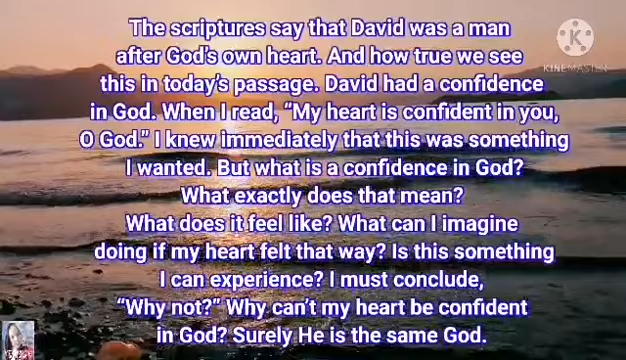 The scriptures say that David was a man
after God's own heart. And how true we see
this in today's passage. David had a confidence
in God. When I read, “My heart is confident in you,
O God.” I knew immediately that this was something
I wanted. But what is a confidence in God?
What exactly does that mean?
What does it feel like? What can I imagine
doing if my heart felt that way? Is this something
I can experience? I must conclude,
“Why not?” Why can't my heart be confident
in God? Surely He is the same God.
KINEMASTER